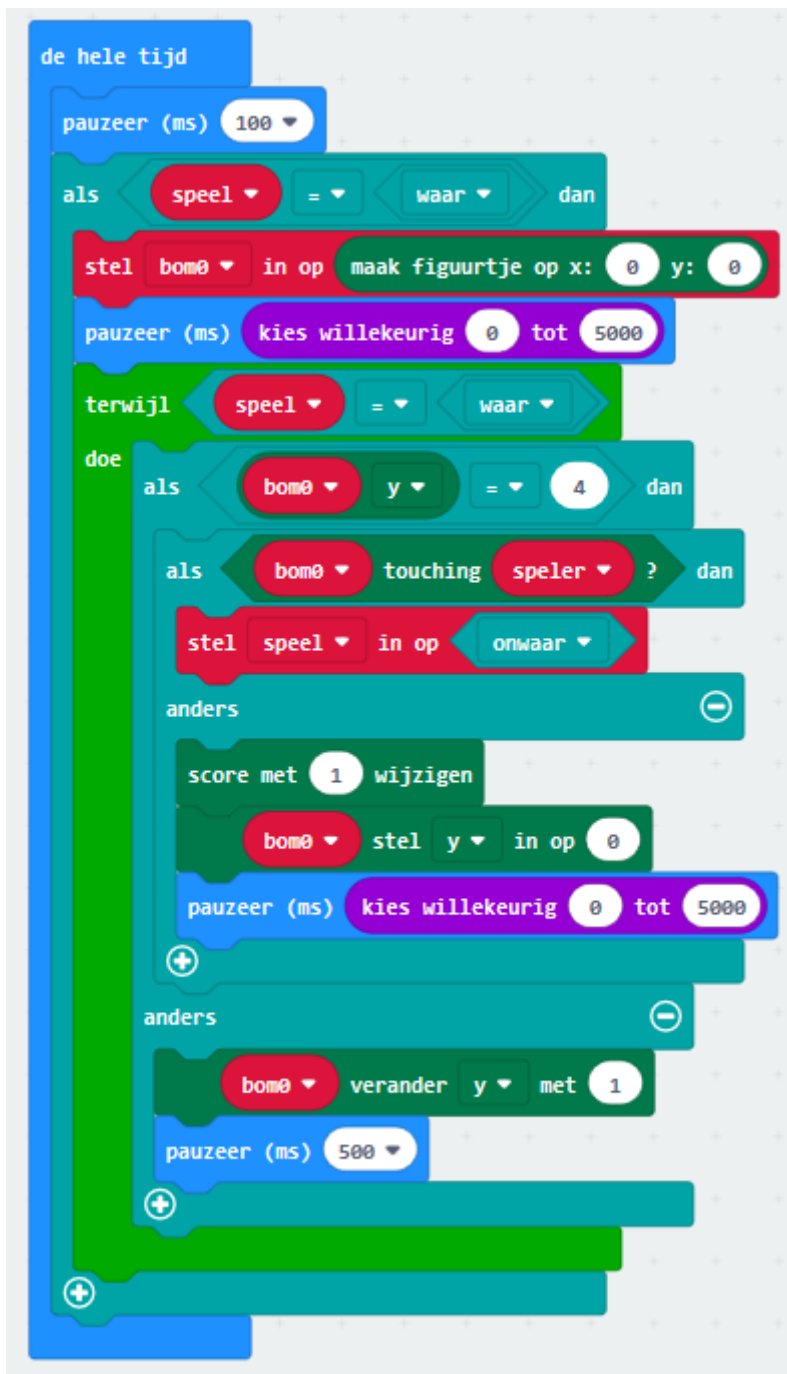 de hele tijd
pauzeer (ms) 100
als speel = waar dan
stel bom0 in op maak figuurtje op x: 0 y: 0
pauzeer (ms) kies willekeurig 0 tot 5000
terwijl speel = waar
doe
als bom0 y = 4 dan
als bom0 touching speler ? dan
stel speel in op onwaar
anders
score met 1 wijzigen
bom0 stel y in op 0
pauzeer (ms) kies willekeurig 0 tot 5000
anders
bom0 verander y met 1
pauzeer (ms) 500